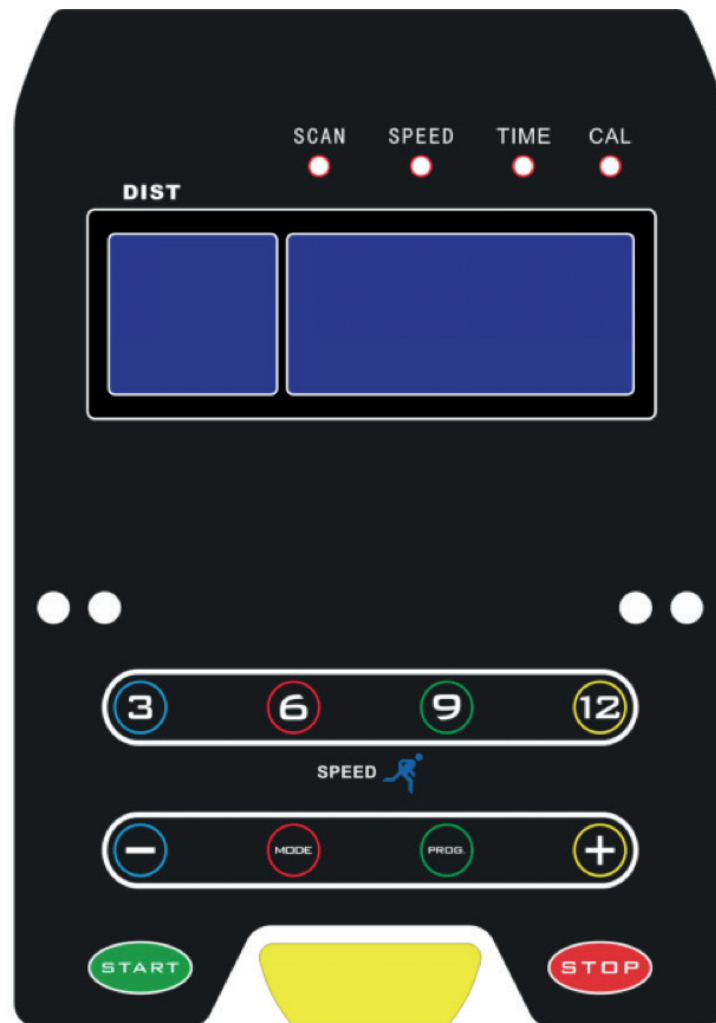 SCAN SPEED TIME CAL
DIST
3 6 9 12
SPEED
− MODE PROG. +
START STOP